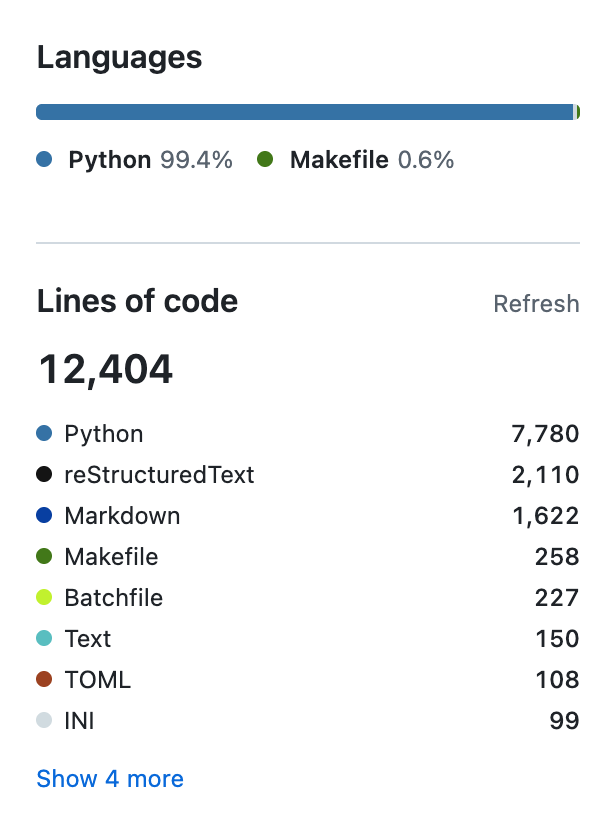 Languages
Python 99.4% Makefile 0.6%
Lines of code Refresh
12,404
Python 7,780
reStructuredText 2,110
Markdown 1,622
Makefile 258
Batchfile 227
Text 150
TOML 108
INI 99
Show 4 more